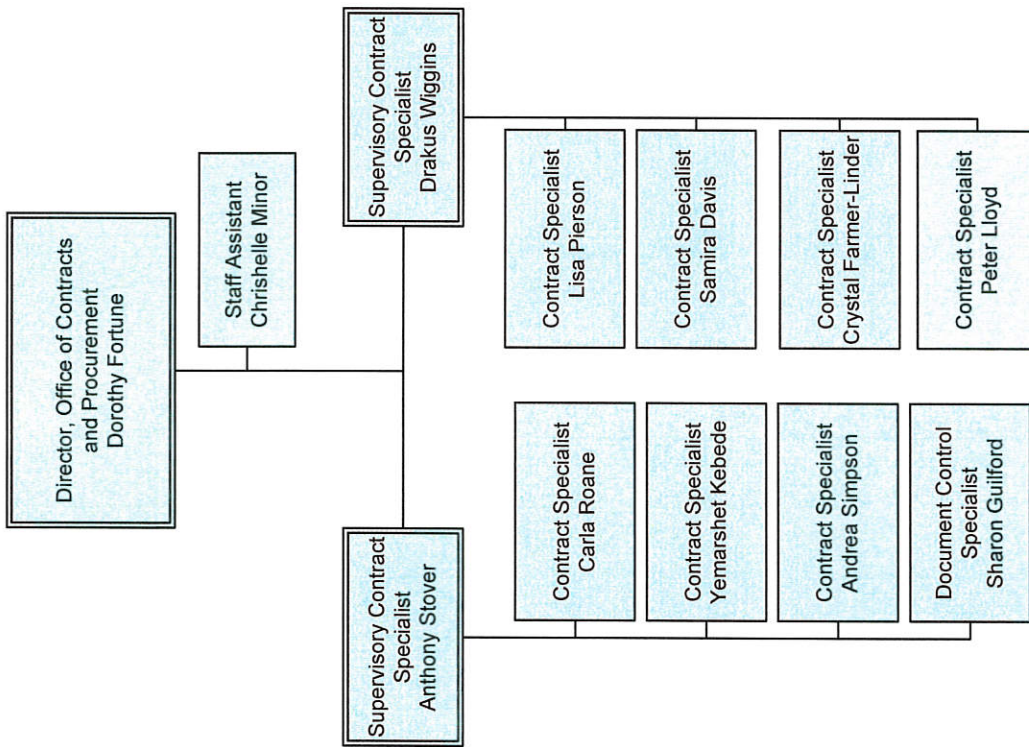 Director, Office of Contracts
and Procurement
Dorothy Fortune
Staff Assistant
Chrishelle Minor
Supervisory Contract
Specialist
Anthony Stover
Contract Specialist
Carla Roane
Contract Specialist
Yemarshet Kebede
Contract Specialist
Andrea Simpson
Document Control
Specialist
Sharon Guilford
Supervisory Contract
Specialist
Drakus Wiggins
Contract Specialist
Lisa Pierson
Contract Specialist
Samira Davis
Contract Specialist
Crystal Farmer-Linder
Contract Specialist
Peter Lloyd